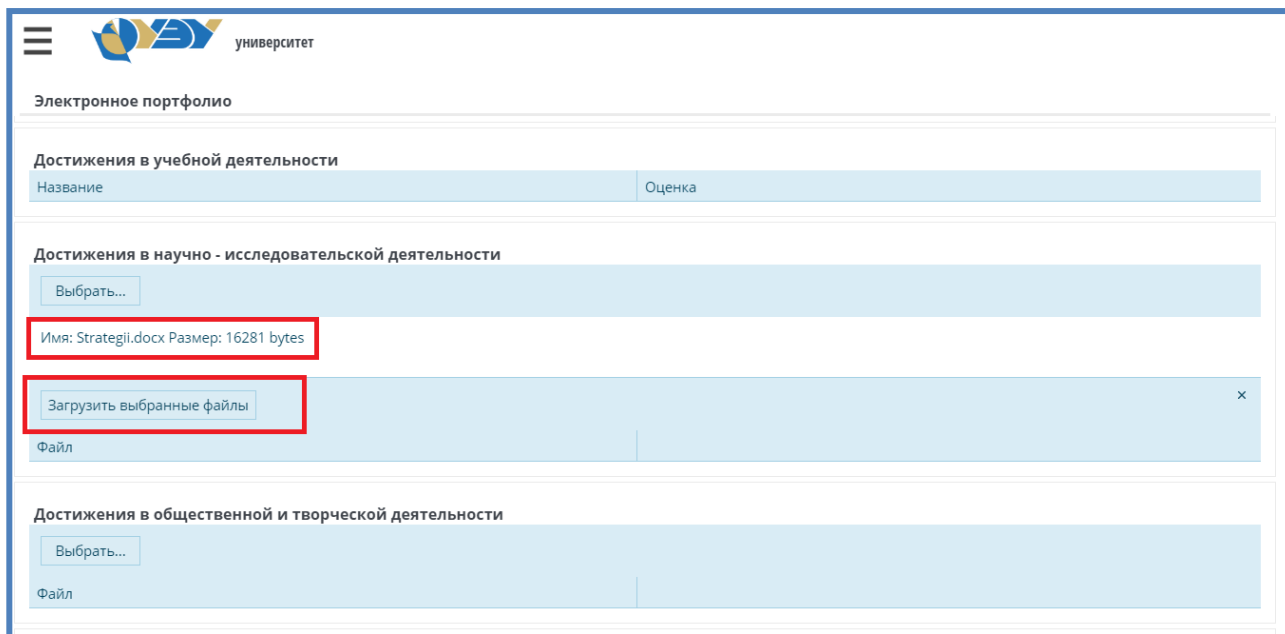 университет
Электронное портфолио
Достижения в учебной деятельности
Название Оценка
Достижения в научно - исследовательской деятельности
Выбрать...
Имя: Strategii.docx Размер: 16281 bytes
Загрузить выбранные файлы ×
Файл
Достижения в общественной и творческой деятельности
Выбрать...
Файл